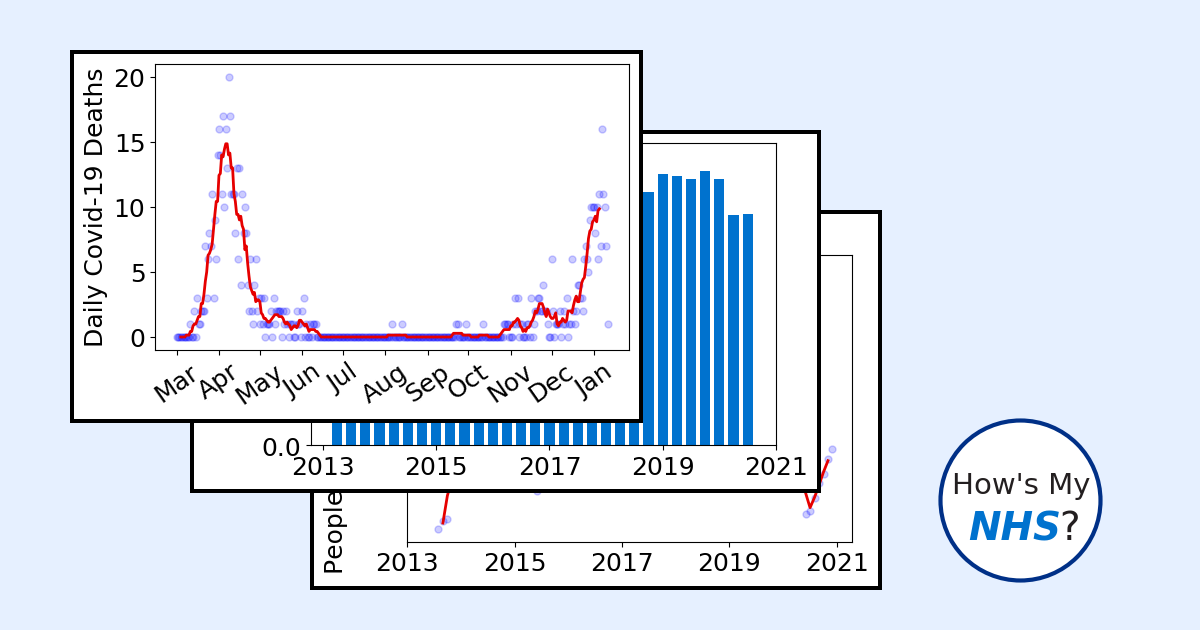 Daily Covid-19 Deaths
20
15
10
5
0
Mar Apr May Jun Jul Aug Sep Oct Nov Dec Jan
0.0
2013 2015 2017 2019 2021
People
2013 2015 2017 2019 2021
How's My
NHS?